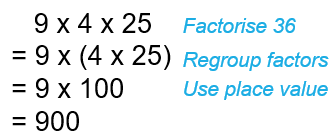 9 x 4 x 25 Factorise 36
= 9 x (4 x 25) Regroup factors
= 9 x 100 Use place value
= 900